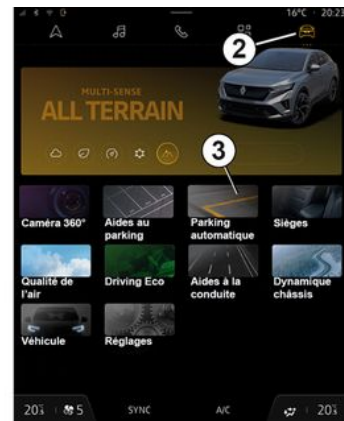 16°C 20:23
2
MULTI-SENSE
ALL TERRAIN
3
Caméra 360°
Aides au
parking
Parking
automatique
Sièges
Qualité de
l'air
Driving Eco
Aides à la
conduite
Dynamique
châssis
Véhicule
Réglages
20 5 SYNC A/C 20